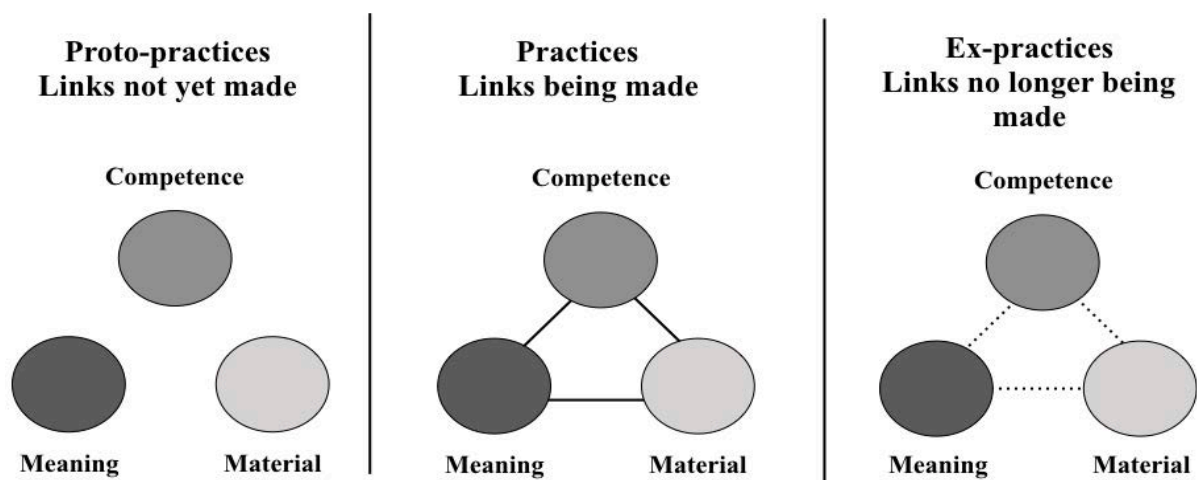 Proto-practices
Links not yet made
Competence
Meaning
Material
Practices
Links being made
Competence
Meaning
Material
Ex-practices
Links no longer being
made
Competence
Meaning
Material